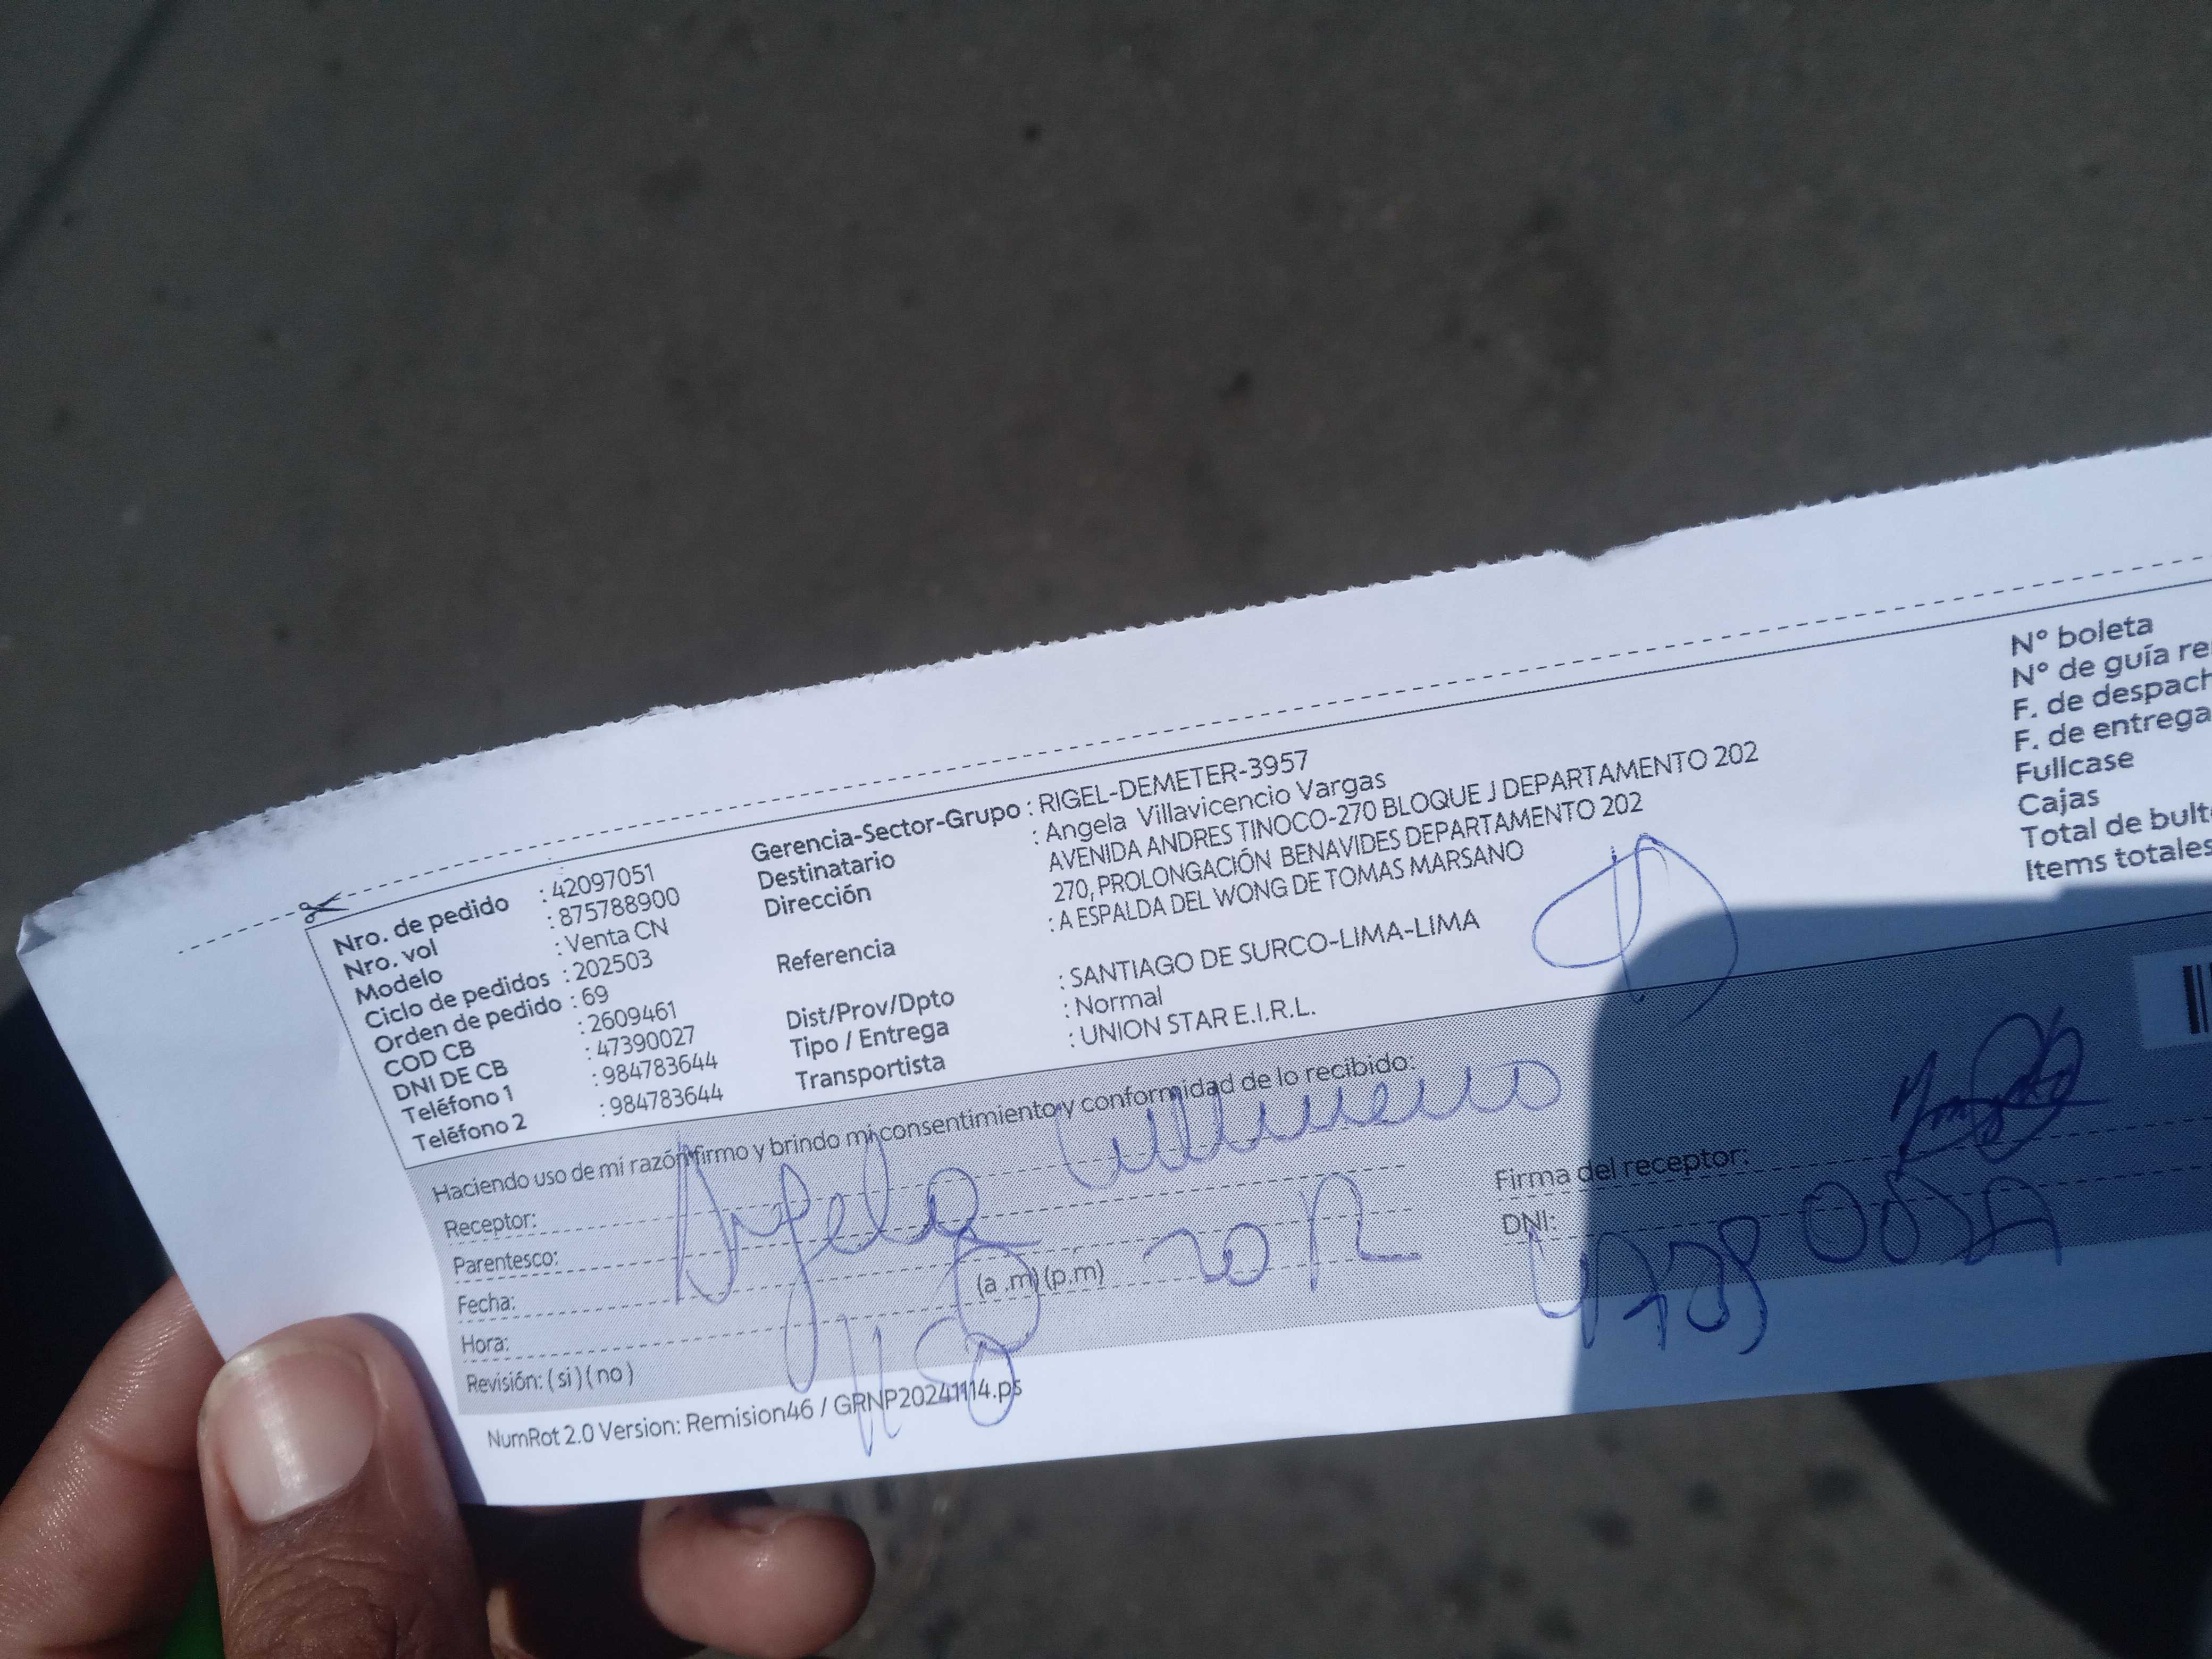 Nro. de pedido : 42097051
Nro. vol : 875788900
Modelo : Venta CN
Ciclo de pedidos : 202503
Orden de pedido : 69
COD CB : 2609461
DNI DE CB : 47390027
Teléfono 1 : 984783644
Teléfono 2 : 984783644
Gerencia-Sector-Grupo : RIGEL-DEMETER-3957
Destinatario : Angela Villavicencio Vargas
Dirección AVENIDA ANDRES TINOCO-270 BLOQUE J DEPARTAMENTO 202
270, PROLONGACIÓN BENAVIDES DEPARTAMENTO 202
Referencia : A ESPALDA DEL WONG DE TOMAS MARSANO
Dist/Prov/Dpto : SANTIAGO DE SURCO-LIMA-LIMA
Tipo / Entrega : Normal
Transportista : UNION STAR E.I.R.L.
N° boleta
N° de guía re
F. de despach
F. de entrega
Fullcase
Cajas
Total de bult
Items totales
Haciendo uso de mi razón firmo y brindo mi consentimiento y conformidad de lo recibido:
Receptor: Angela
Parentesco:
Fecha:
Hora: (a .m) (p.m)
Revisión: ( si ) ( no )
Firma del receptor:
DNI:
NumRot 2.0 Version: Remision46 / GRNP20241114.ps